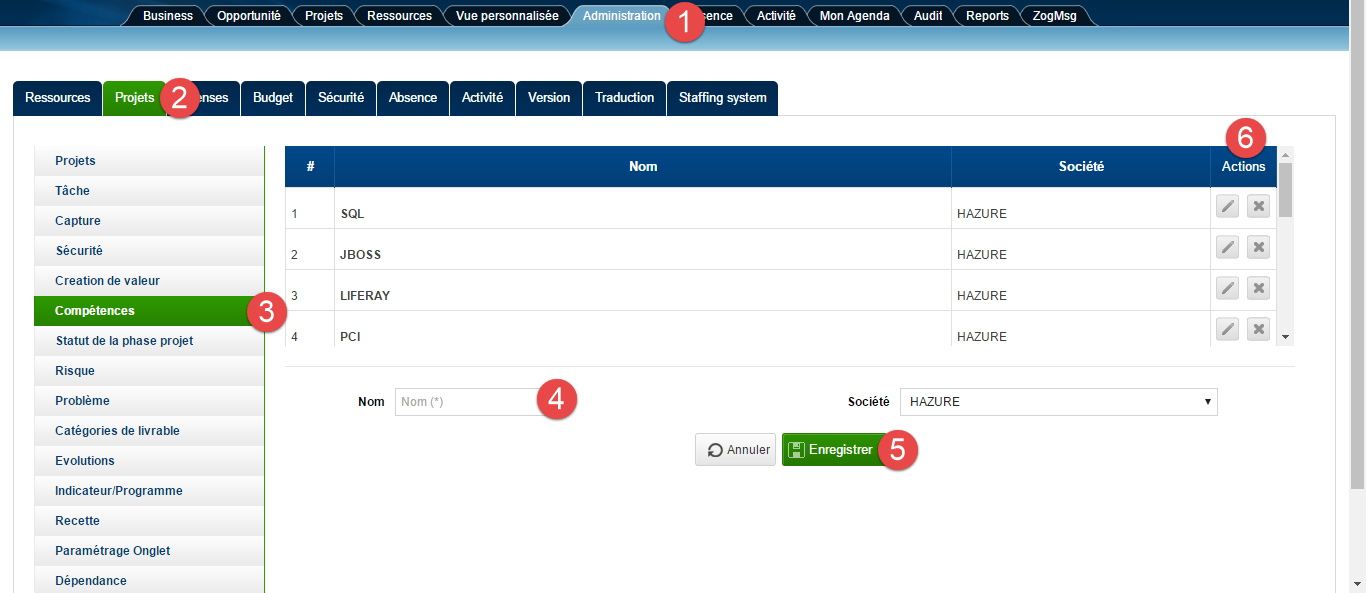 Business Opportunité Projets Ressources Vue personnalisée Administration 1 ence Activité Mon Agenda Audit Reports ZogMsg
Ressources Projets 2 enses Budget Sécurité Absence Activité Version Traduction Staffing system
6
Projets
Tâche
Capture
Sécurité
Creation de valeur
Compétences 3
Statut de la phase projet
Risque
Problème
Catégories de livrable
Evolutions
Indicateur/Programme
Recette
Paramétrage Onglet
Dépendance
# Nom Société Actions
1 SQL HAZURE
2 JBOSS HAZURE
3 LIFERAY HAZURE
4 PCI HAZURE
Nom Nom (*) 4 Société HAZURE
Annuler Enregistrer 5